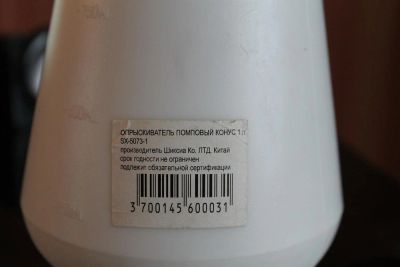 ОПРЫСКИВАТЕЛЬ ПОМПОВЫЙ КОНУС 1л
SX-5073-1
производитель Шиксиа Ко. ЛТД. Китай
срок годности не ограничен
подлежит обязательной сертификации
3 700145 600031